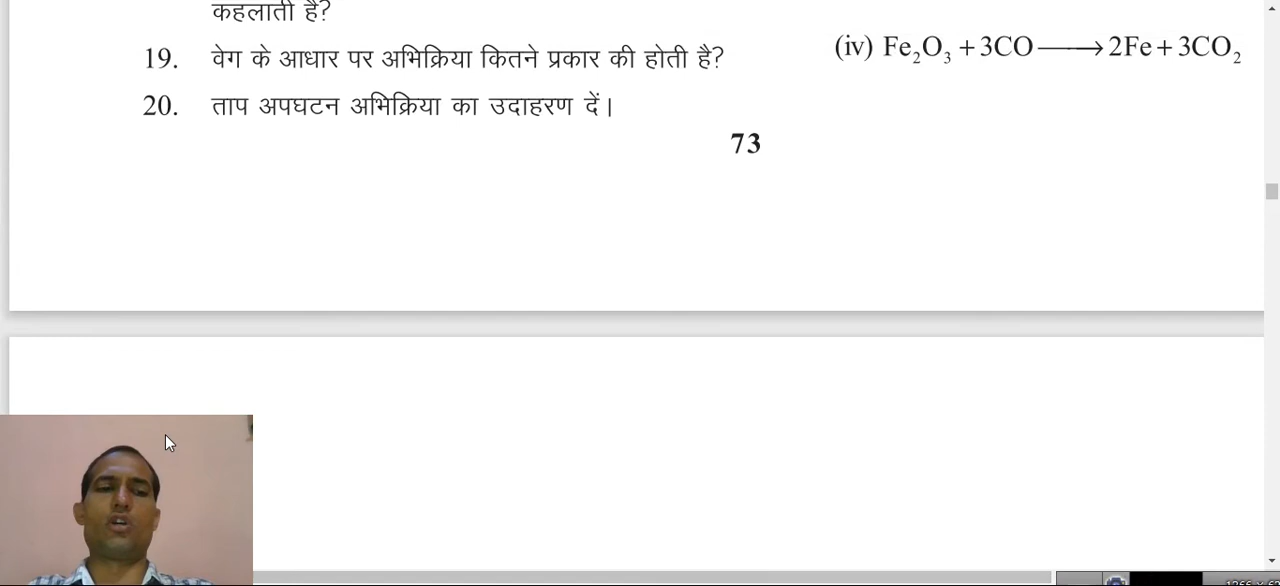 कहलाती है?
19. वेग के आधार पर अभिक्रिया कितने प्रकार की होती है?
20. ताप अपघटन अभिक्रिया का उदाहरण दें।
(iv) Fe₂O₃ + 3CO ⟶ 2Fe + 3CO₂
73